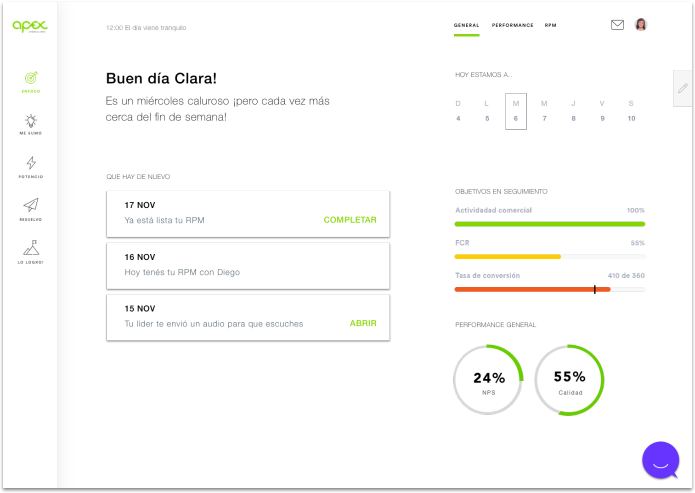 apex
12:00 El día viene tranquilo
GENERAL PERFORMANCE RPM
ENFOCO
ME SUMO
POTENCIO
RESUELVO
LO LOGRO!
Buen día Clara!
Es un miércoles caluroso ¡pero cada vez más
cerca del fin de semana!
HOY ESTAMOS A...
D L M M J V S
4 5 6 7 8 9 10
QUE HAY DE NUEVO
17 NOV
Ya está lista tu RPM COMPLETAR
16 NOV
Hoy tenés tu RPM con Diego
15 NOV
Tu líder te envió un audio para que escuches ABRIR
OBJETIVOS EN SEGUIMIENTO
Actividadad comercial 100%
FCR 55%
Tasa de conversión 410 de 360
PERFORMANCE GENERAL
24%
NPS
55%
Calidad